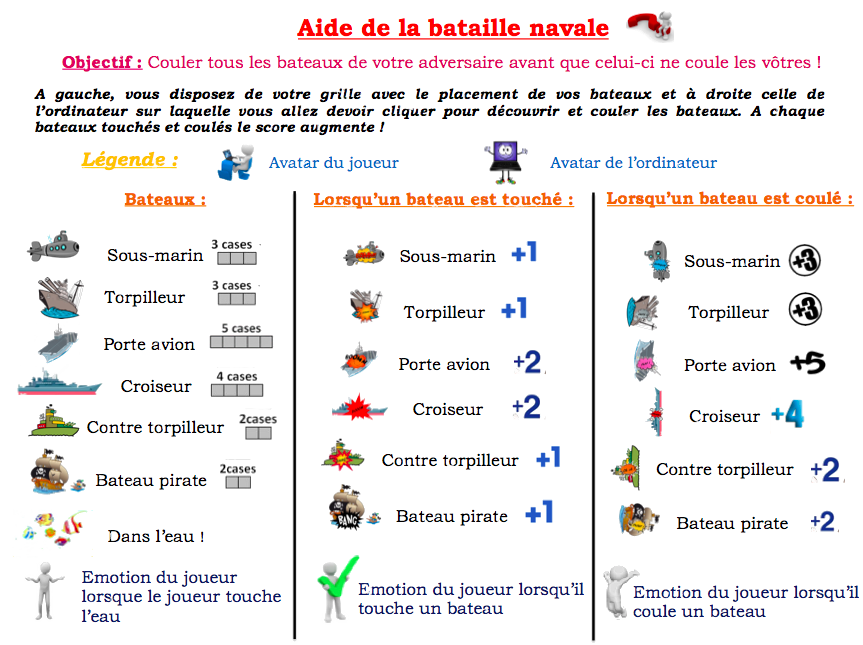 Aide de la bataille navale
Objectif : Couler tous les bateaux de votre adversaire avant que celui-ci ne coule les vôtres !
A gauche, vous disposez de votre grille avec le placement de vos bateaux et à droite celle de
l'ordinateur sur laquelle vous allez devoir cliquer pour découvrir et couler les bateaux. A chaque
bateaux touchés et coulés le score augmente !
Légende :
Avatar du joueur
Avatar de l'ordinateur
Bateaux :
Sous-marin 3 cases
Torpilleur 3 cases
Porte avion 5 cases
Croiseur 4 cases
Contre torpilleur 2cases
Bateau pirate 2cases
Dans l'eau !
Emotion du joueur
lorsque le joueur touche
l'eau
Lorsqu'un bateau est touché :
Sous-marin +1
Torpilleur +1
Porte avion +2
Croiseur +2
Contre torpilleur +1
BANG
Bateau pirate +1
Emotion du joueur lorsqu'il
touche un bateau
Lorsqu'un bateau est coulé :
Sous-marin +3
Torpilleur +3
Porte avion +5
Croiseur +4
Contre torpilleur +2
Bateau pirate +2
Emotion du joueur lorsqu'il
coule un bateau